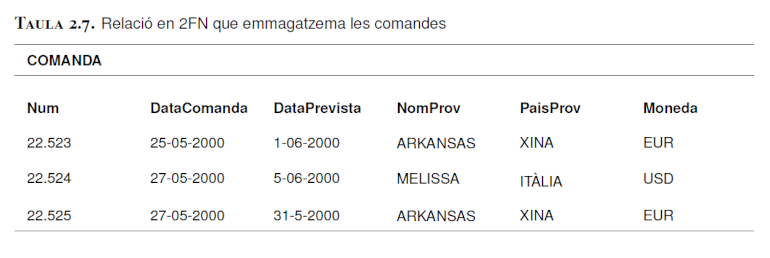 TAULA 2.7. Relació en 2FN que emmagatzema les comandes
COMANDA
Num DataComanda DataPrevista NomProv PaisProv Moneda
22.523 25-05-2000 1-06-2000 ARKANSAS XINA EUR
22.524 27-05-2000 5-06-2000 MELISSA ITÀLIA USD
22.525 27-05-2000 31-5-2000 ARKANSAS XINA EUR